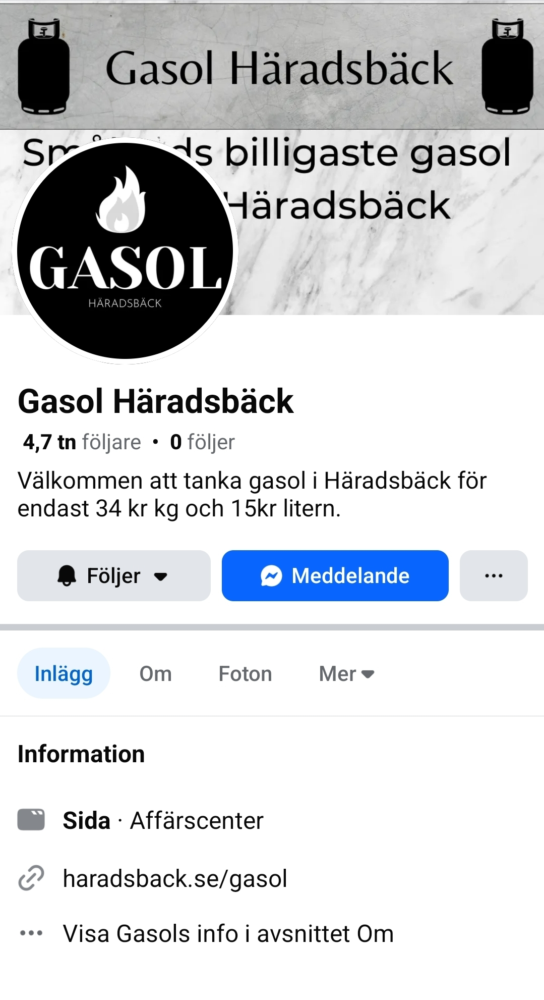 Gasol Häradsbäck
billigaste gasol
Häradsbäck
GASOL
HÄRADSBÄCK
Gasol Häradsbäck
4,7 tn följare • 0 följer
Välkommen att tanka gasol i Häradsbäck för
endast 34 kr kg och 15kr litern.
Följer
Meddelande
Inlägg Om Foton Mer
Information
Sida · Affärscenter
haradsback.se/gasol
Visa Gasols info i avsnittet Om